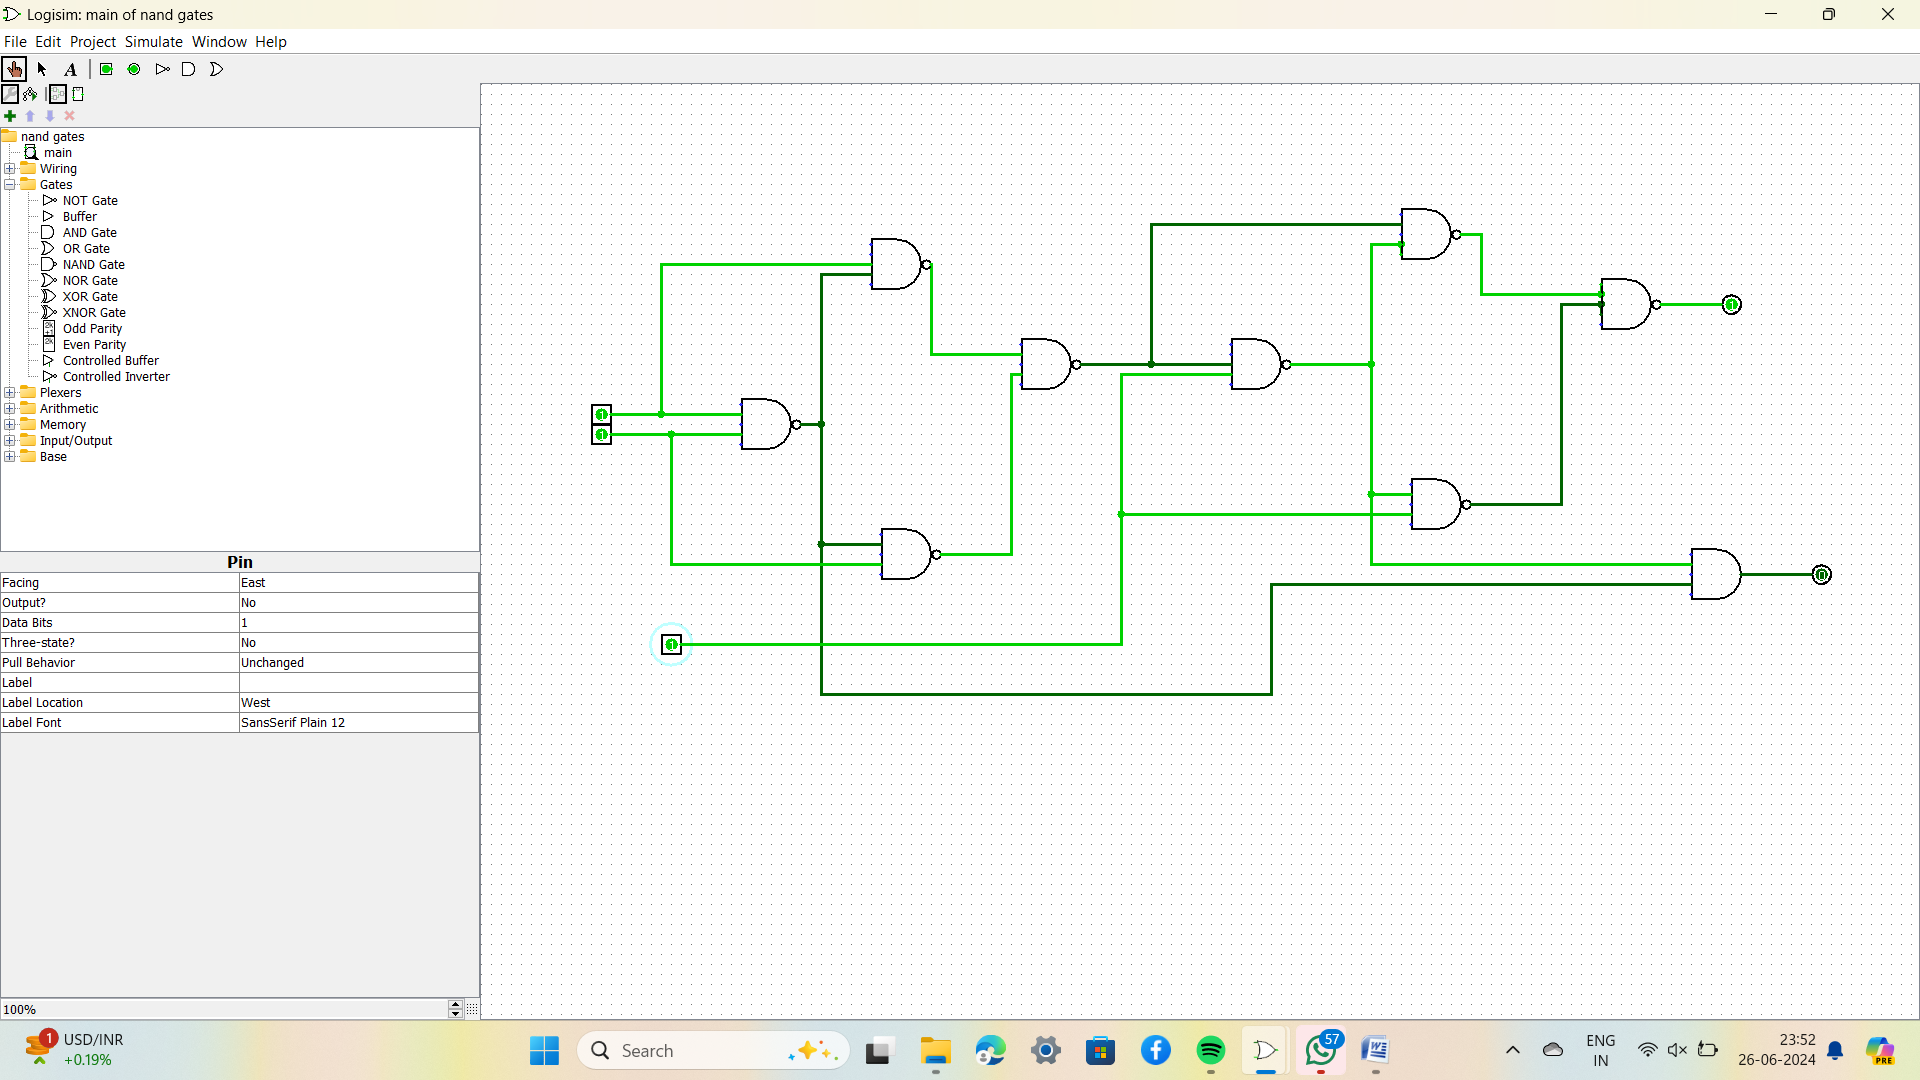 Logisim: main of nand gates
File Edit Project Simulate Window Help
A
nand gates
main
Wiring
Gates
NOT Gate
Buffer
AND Gate
OR Gate
NAND Gate
NOR Gate
XOR Gate
XNOR Gate
Odd Parity
Even Parity
Controlled Buffer
Controlled Inverter
Plexers
Arithmetic
Memory
Input/Output
Base
Pin
Facing East
Output? No
Data Bits 1
Three-state? No
Pull Behavior Unchanged
Label
Label Location West
Label Font SansSerif Plain 12
100%
1
1
1
1
0
1
USD/INR
+0.19%
Search
57
ENG
IN
23:52
26-06-2024
PRE